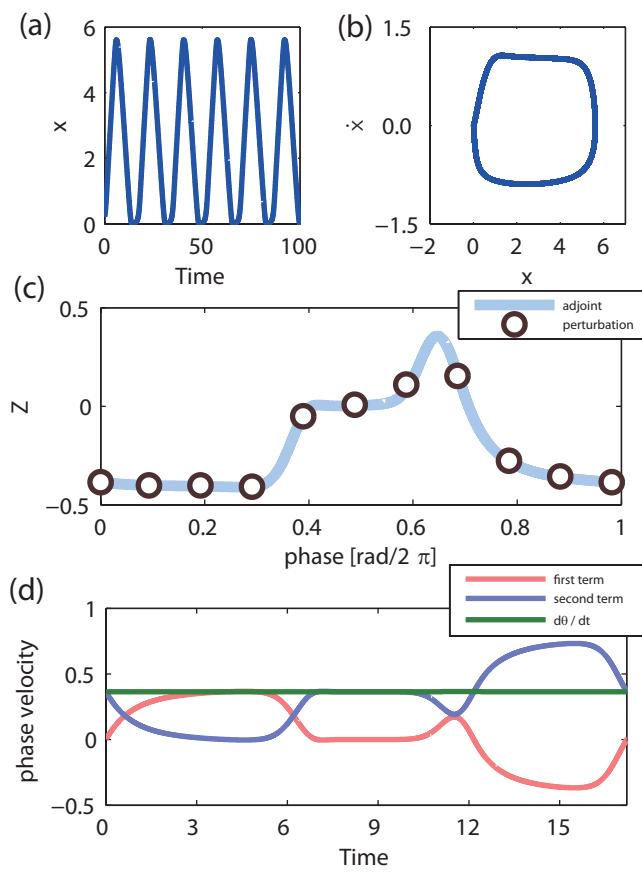 (a)
6
4
2
0
x
0
50
100
Time
(b)
1.5
0.0
−1.5
ẋ
−2
0
2
4
6
x
(c)
adjoint
perturbation
0.5
0
−0.5
Z
0
0.2
0.4
0.6
0.8
1
phase [rad/2 π]
(d)
first term
second term
dθ / dt
1
0.5
0
−0.5
phase velocity
0
3
6
9
12
15
Time